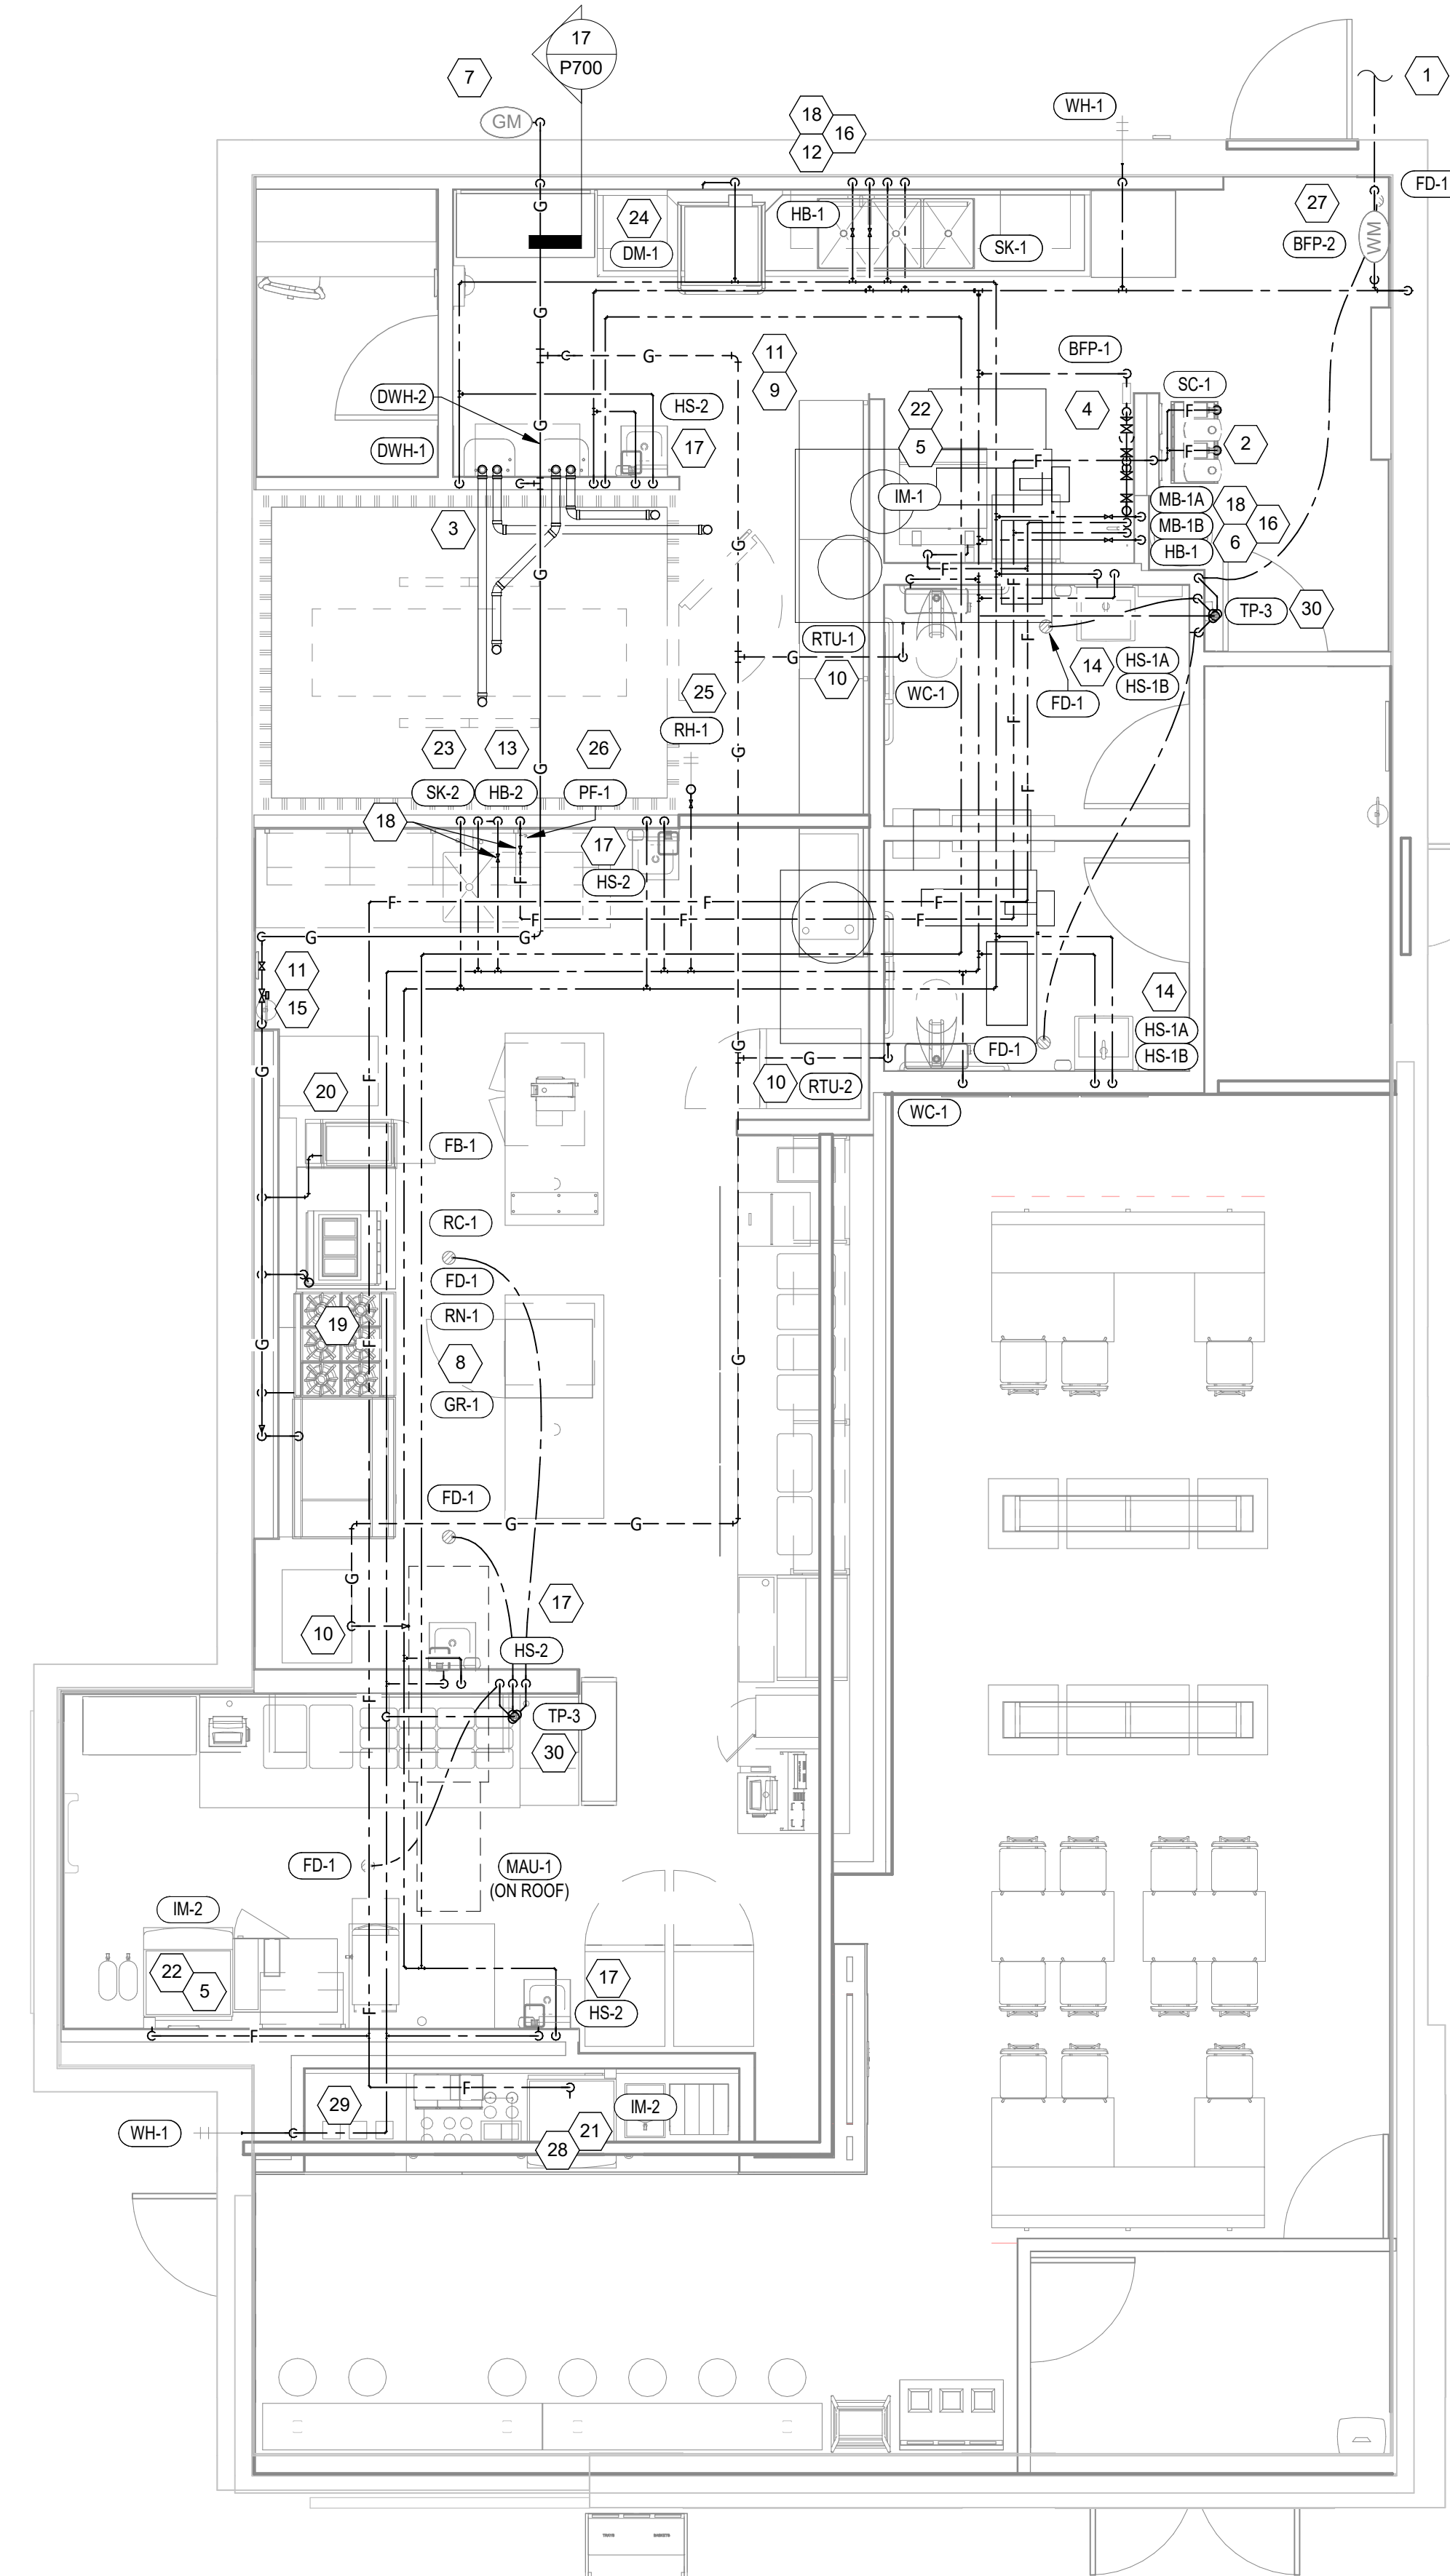 17
P700
7
1
GM
WH-1
18
16
12
FD-1
27
24
HB-1
BFP-2
WM
DM-1
SK-1
G
G
BFP-1
G
11
9
SC-1
DWH-2
HS-2
22
4
F
G
DWH-1
17
5
F
2
F
IM-1
MB-1A
18
3
MB-1B
16
G
HB-1
6
F
G
F
TP-3
30
RTU-1
G
14
HS-1A
10
WC-1
HS-1B
25
FD-1
F
RH-1
F
G
23
13
26
G
F
SK-2
HB-2
PF-1
18
17
F
HS-2
F
F
F
F
F
F
G
G
11
15
14
HS-1A
FD-1
HS-1B
G
G
G
F
10
RTU-2
20
WC-1
FB-1
RC-1
FD-1
RN-1
19
G
F
8
G
GR-1
FD-1
G
G
G
17
10
HS-2
F
TP-3
30
FD-1
MAU-1
(ON ROOF)
IM-2
22
5
17
F
HS-2
F
F
29
IM-2
21
WH-1
28
TRAYS
BASKETS